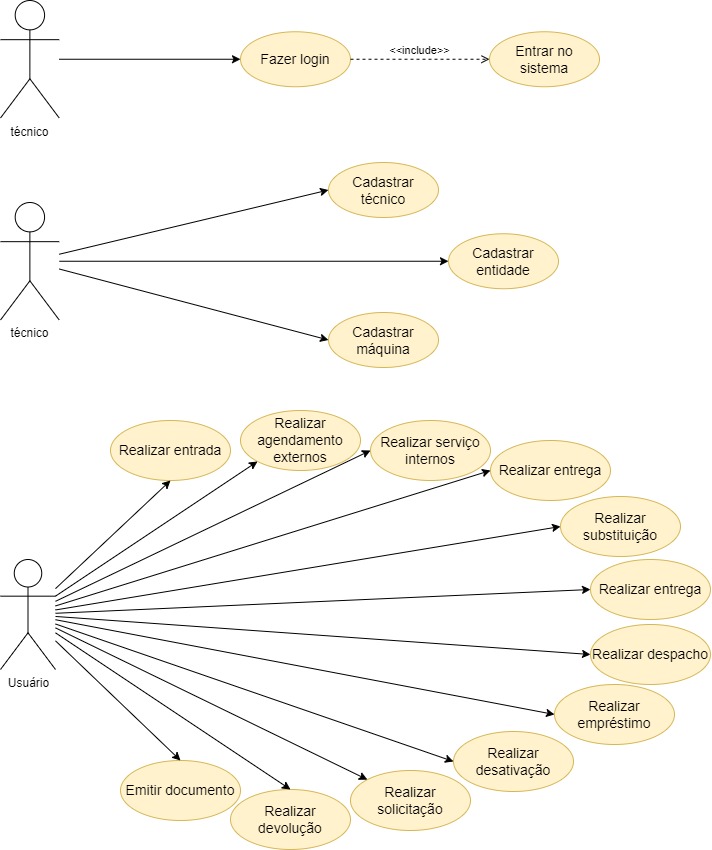 Fazer login
<<include>>
Entrar no
sistema
técnico
Cadastrar
técnico
Cadastrar
entidade
Cadastrar
máquina
técnico
Realizar entrada
Realizar
agendamento
externos
Realizar serviço
internos
Realizar entrega
Realizar
substituição
Realizar entrega
Realizar despacho
Realizar
empréstimo
Realizar
desativação
Realizar
solicitação
Realizar
devolução
Emitir documento
Usuário